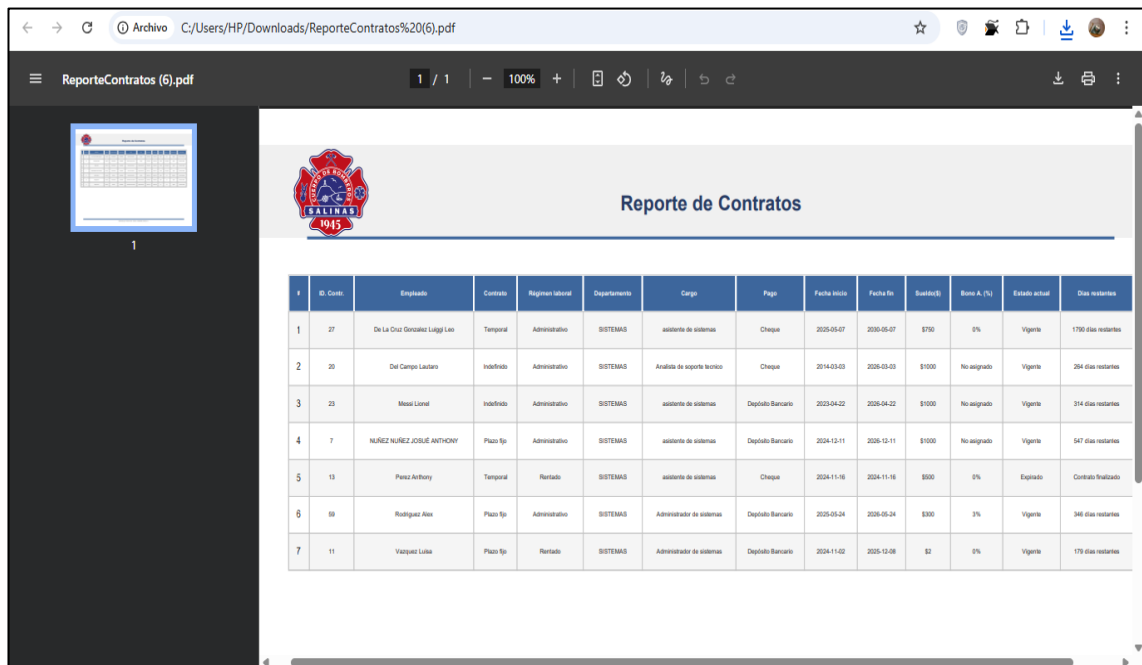 Archivo C:/Users/HP/Downloads/ReporteContratos%20(6).pdf
ReporteContratos (6).pdf 1 / 1 100%
1
CUERPO DE BOMBEROS
SALINAS
1945
Reporte de Contratos
# ID. Contr. Empleado Contrato Régimen laboral Departamento Cargo Pago Fecha inicio Fecha fin Sueldo($) Bono A. (%) Estado actual Días restantes
1 27 De La Cruz Gonzalez Luiggi Leo Temporal Administrativo SISTEMAS asistente de sistemas Cheque 2025-05-07 2030-05-07 $750 0% Vigente 1790 días restantes
2 20 Del Campo Lautaro Indefinido Administrativo SISTEMAS Analista de soporte tecnico Cheque 2014-03-03 2026-03-03 $1000 No asignado Vigente 264 días restantes
3 23 Messi Lionel Indefinido Administrativo SISTEMAS asistente de sistemas Depósito Bancario 2023-04-22 2026-04-22 $1000 No asignado Vigente 314 días restantes
4 7 NUÑEZ NUÑEZ JOSUÉ ANTHONY Plazo fijo Administrativo SISTEMAS asistente de sistemas Depósito Bancario 2024-12-11 2026-12-11 $1000 No asignado Vigente 547 días restantes
5 13 Perez Anthony Temporal Rentado SISTEMAS asistente de sistemas Cheque 2024-11-16 2024-11-16 $500 0% Expirado Contrato finalizado
6 59 Rodriguez Alex Plazo fijo Administrativo SISTEMAS Administrador de sistemas Depósito Bancario 2025-05-24 2026-05-24 $300 3% Vigente 346 días restantes
7 11 Vazquez Luisa Plazo fijo Rentado SISTEMAS Administrador de sistemas Depósito Bancario 2024-11-02 2025-12-08 $2 0% Vigente 179 días restantes